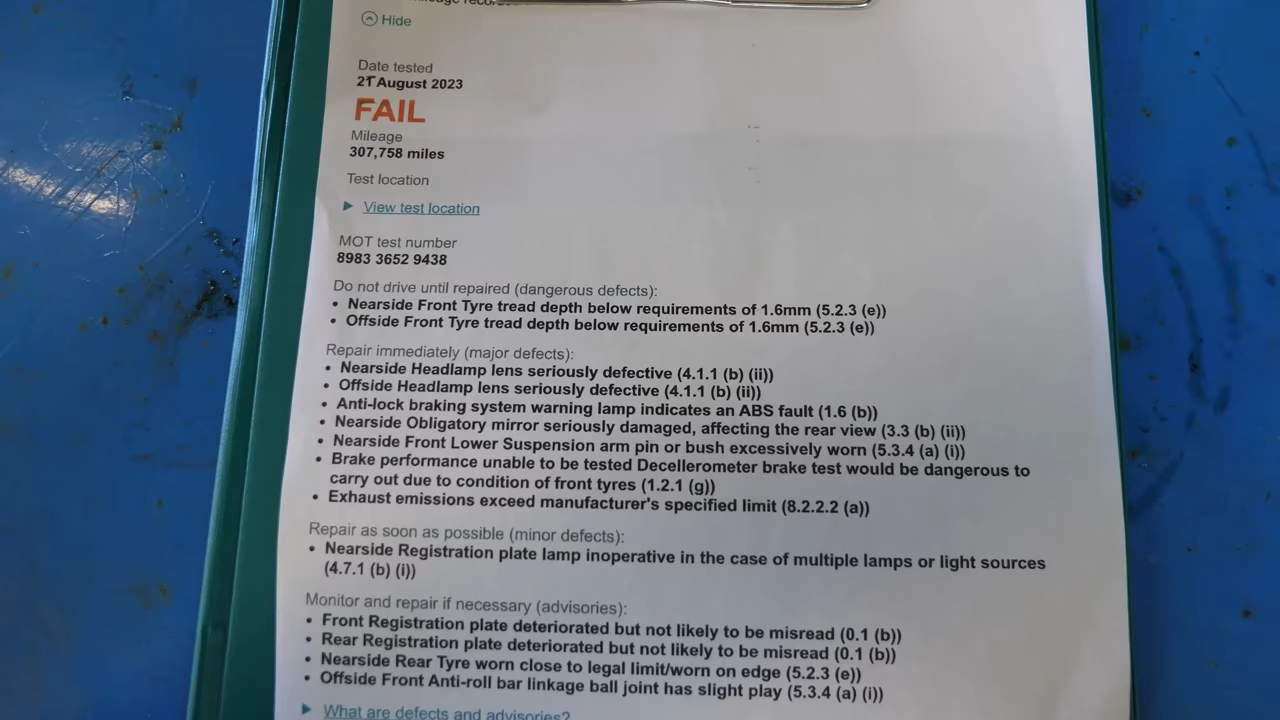 Hide
Date tested
21 August 2023
FAIL
Mileage
307,758 miles
Test location
View test location
MOT test number
8983 3652 9438
Do not drive until repaired (dangerous defects):
• Nearside Front Tyre tread depth below requirements of 1.6mm (5.2.3 (e))
• Offside Front Tyre tread depth below requirements of 1.6mm (5.2.3 (e))
Repair immediately (major defects):
• Nearside Headlamp lens seriously defective (4.1.1 (b) (ii))
• Offside Headlamp lens seriously defective (4.1.1 (b) (ii))
• Anti-lock braking system warning lamp indicates an ABS fault (1.6 (b))
• Nearside Obligatory mirror seriously damaged, affecting the rear view (3.3 (b) (ii))
• Nearside Front Lower Suspension arm pin or bush excessively worn (5.3.4 (a) (i))
• Brake performance unable to be tested Decellerometer brake test would be dangerous to
carry out due to condition of front tyres (1.2.1 (g))
• Exhaust emissions exceed manufacturer's specified limit (8.2.2.2 (a))
Repair as soon as possible (minor defects):
• Nearside Registration plate lamp inoperative in the case of multiple lamps or light sources
(4.7.1 (b) (i))
Monitor and repair if necessary (advisories):
• Front Registration plate deteriorated but not likely to be misread (0.1 (b))
• Rear Registration plate deteriorated but not likely to be misread (0.1 (b))
• Nearside Rear Tyre worn close to legal limit/worn on edge (5.2.3 (e))
• Offside Front Anti-roll bar linkage ball joint has slight play (5.3.4 (a) (i))
What are defects and advisories?